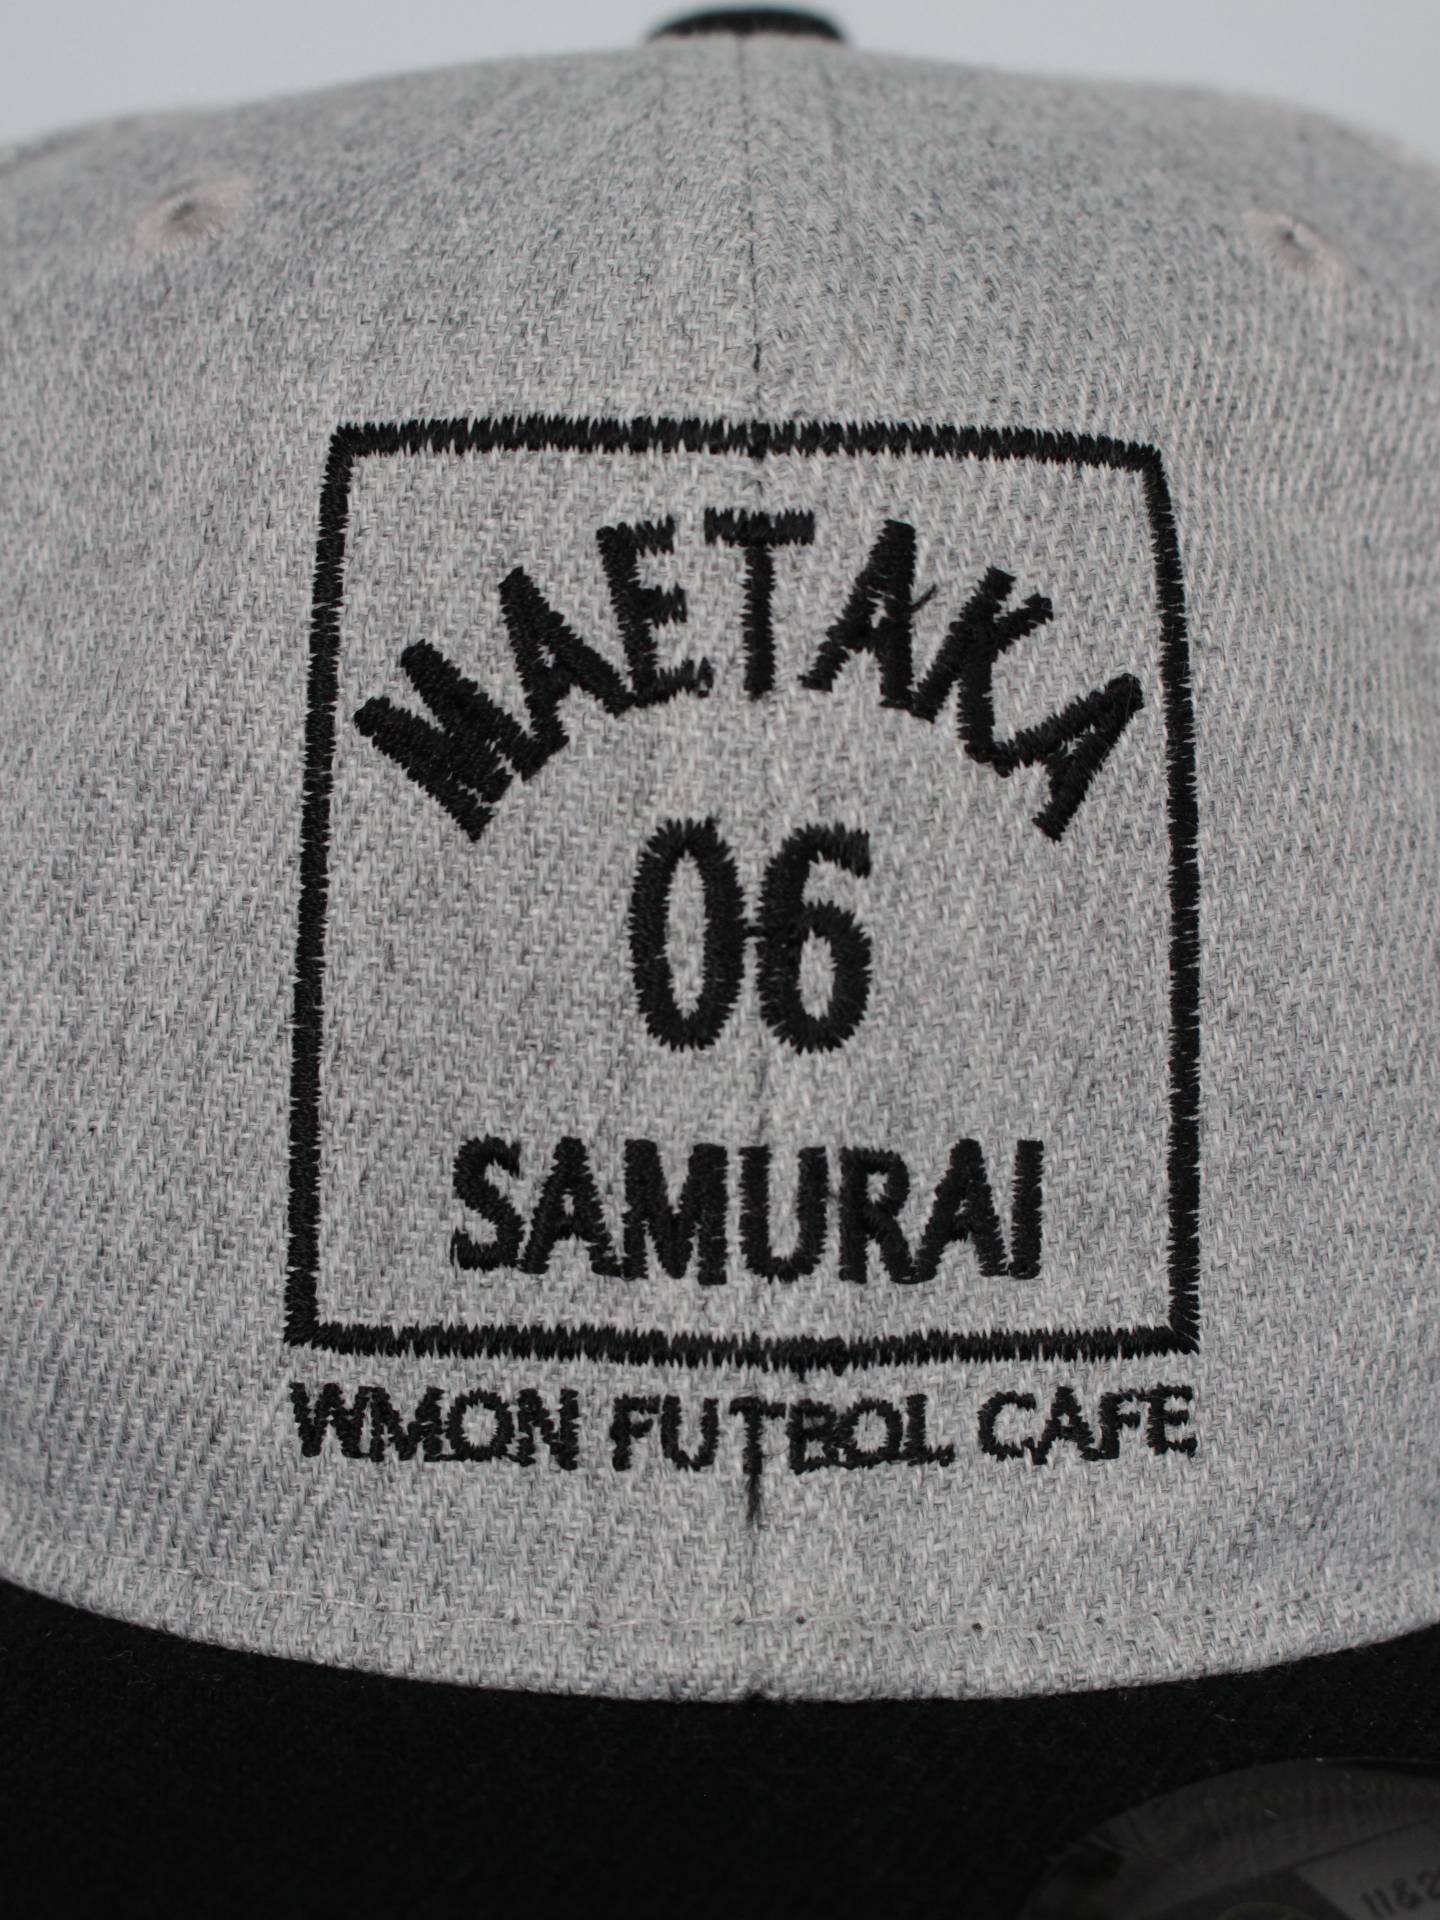 MAETAKA
06
SAMURAI
WMON FUTBOL CAFE